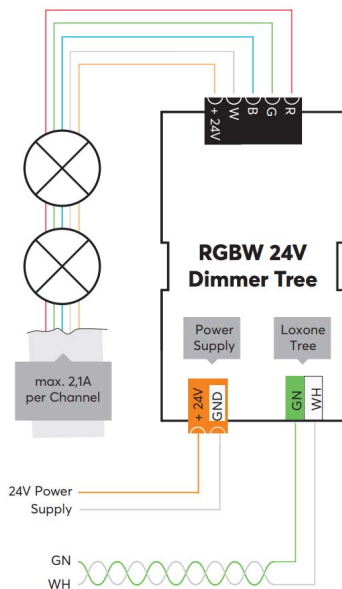 + 24V
W
B
G
R
RGBW 24V
Dimmer Tree
Power
Supply
Loxone
Tree
max. 2,1A
per Channel
+ 24V
GND
GN
WH
24V Power
Supply
GN
WH